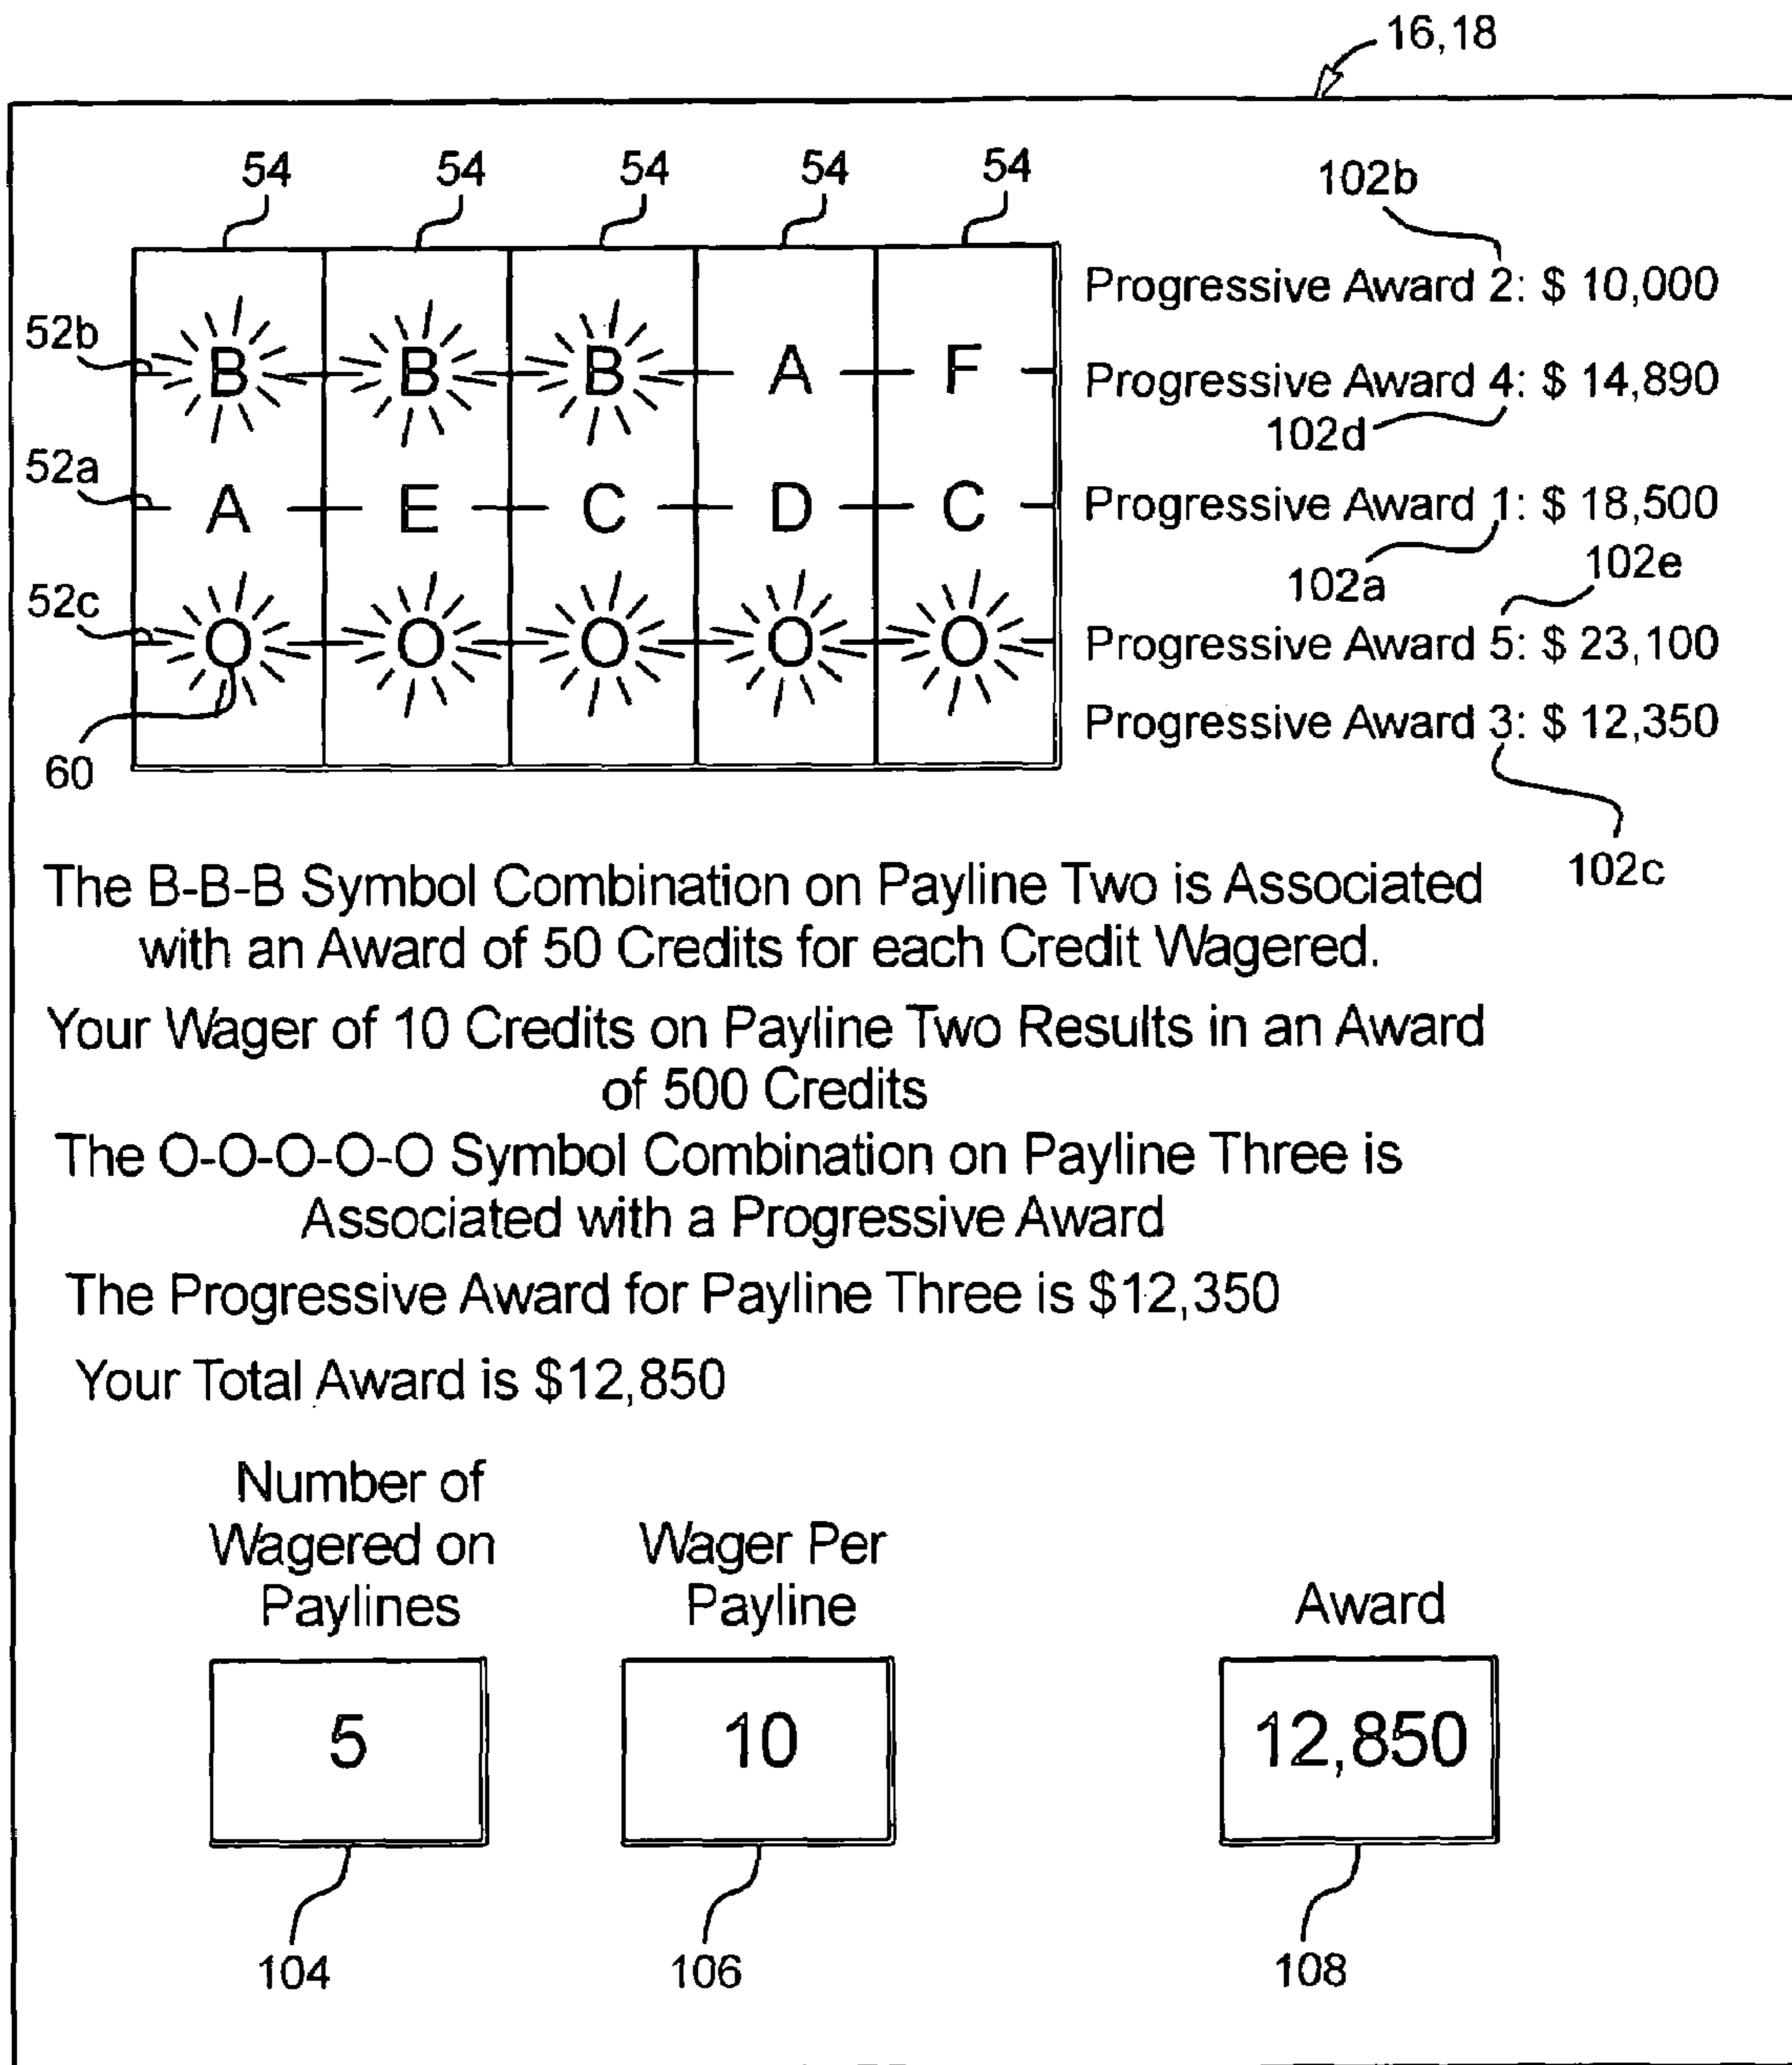 16,18
54 54 54 54 54
102b
Progressive Award 2: $ 10,000
52b
B B B A F
Progressive Award 4: $ 14,890
102d
52a
A E C D C
Progressive Award 1: $ 18,500
102a
102e
52c
O O O O O
Progressive Award 5: $ 23,100
60
Progressive Award 3: $ 12,350
102c
The B-B-B Symbol Combination on Payline Two is Associated
with an Award of 50 Credits for each Credit Wagered.
Your Wager of 10 Credits on Payline Two Results in an Award
of 500 Credits
The O-O-O-O-O Symbol Combination on Payline Three is
Associated with a Progressive Award
The Progressive Award for Payline Three is $12,350
Your Total Award is $12,850
Number of
Wagered on
Paylines
Wager Per
Payline
Award
5
10
12,850
104
106
108